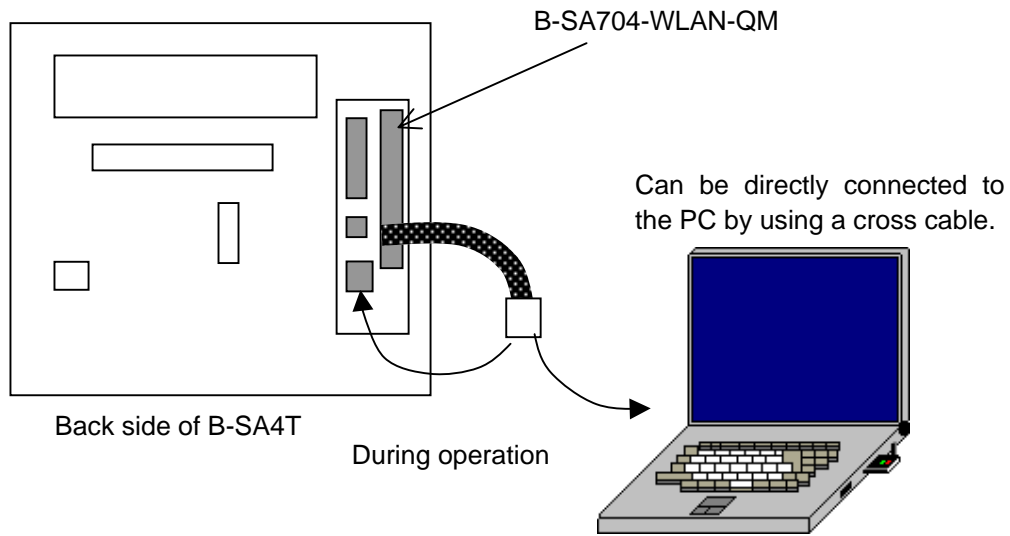 B-SA704-WLAN-QM
Can be directly connected to
the PC by using a cross cable.
Back side of B-SA4T
During operation